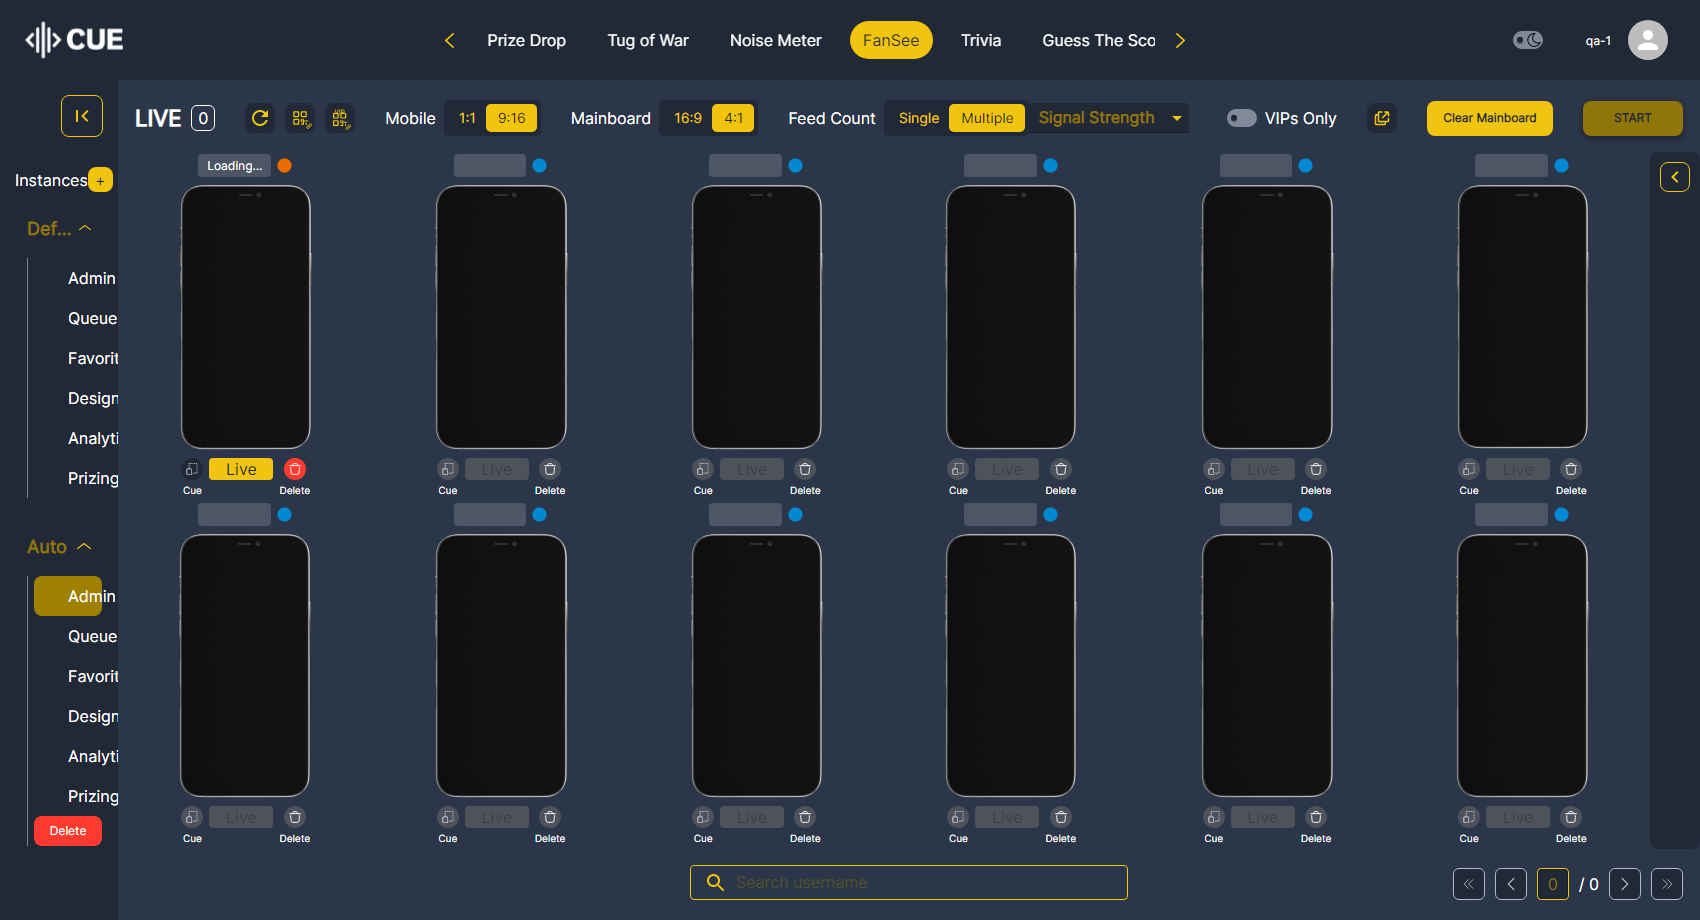 CUE
Prize Drop
Tug of War
Noise Meter
FanSee
Trivia
Guess The Sco
qa-1
LIVE 0
Mobile 1:1 9:16
Mainboard 16:9 4:1
Feed Count Single Multiple
Signal Strength
VIPs Only
Clear Mainboard
START
Instances +
Def...
Admin
Queue
Favorit
Design
Analyti
Prizing
Auto
Admin
Queue
Favorit
Design
Analyti
Prizing
Delete
Loading...
Live Live Live Live Live Live
Cue Delete Cue Delete Cue Delete Cue Delete Cue Delete Cue Delete
Live Live Live Live Live Live
Cue Delete Cue Delete Cue Delete Cue Delete Cue Delete Cue Delete
Search username
0 / 0